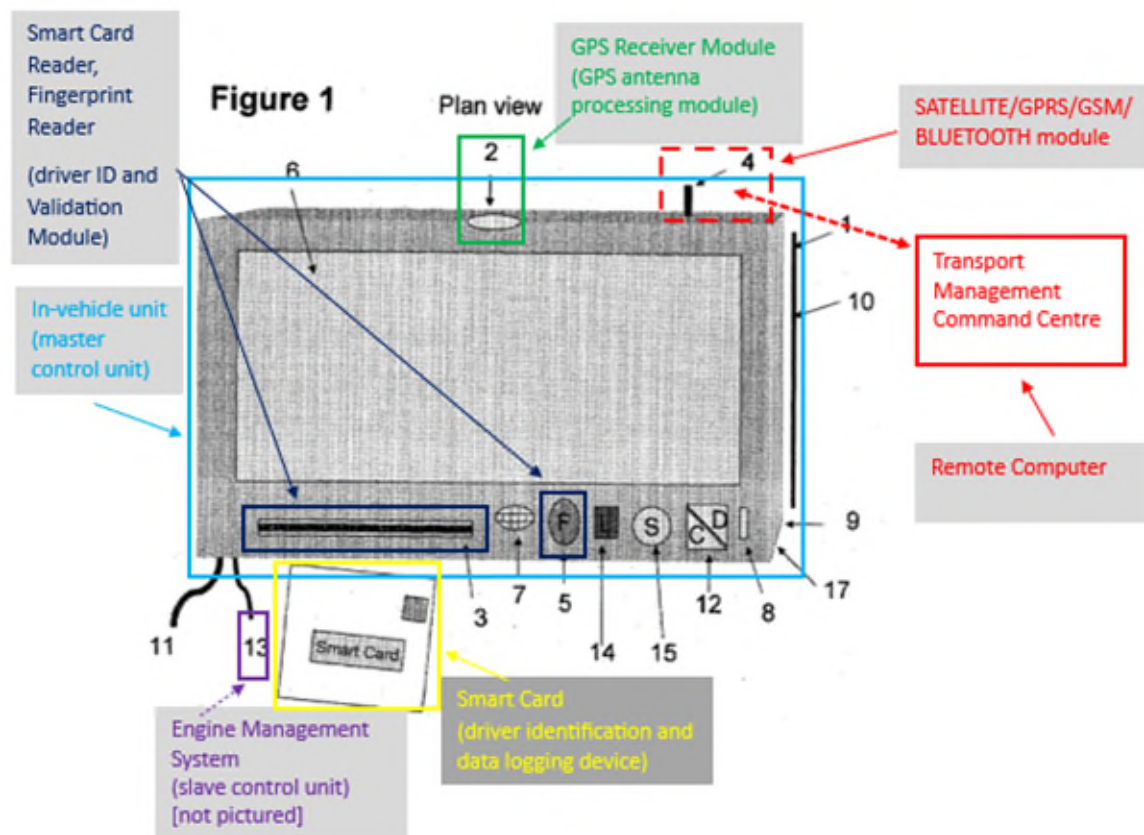 Smart Card
Reader,
Fingerprint
Reader
(driver ID and
Validation
Module)
Figure 1
Plan view
GPS Receiver Module
(GPS antenna
processing module)
SATELLITE/GPRS/GSM/
BLUETOOTH module
2
4
6
1
10
Transport
Management
Command Centre
In-vehicle unit
(master
control unit)
Remote Computer
F
L
S
C D
9
17
3
7
5
14
15
12
8
11
13
Smart Card
Smart Card
(driver identification and
data logging device)
Engine Management
System
(slave control unit)
[not pictured]